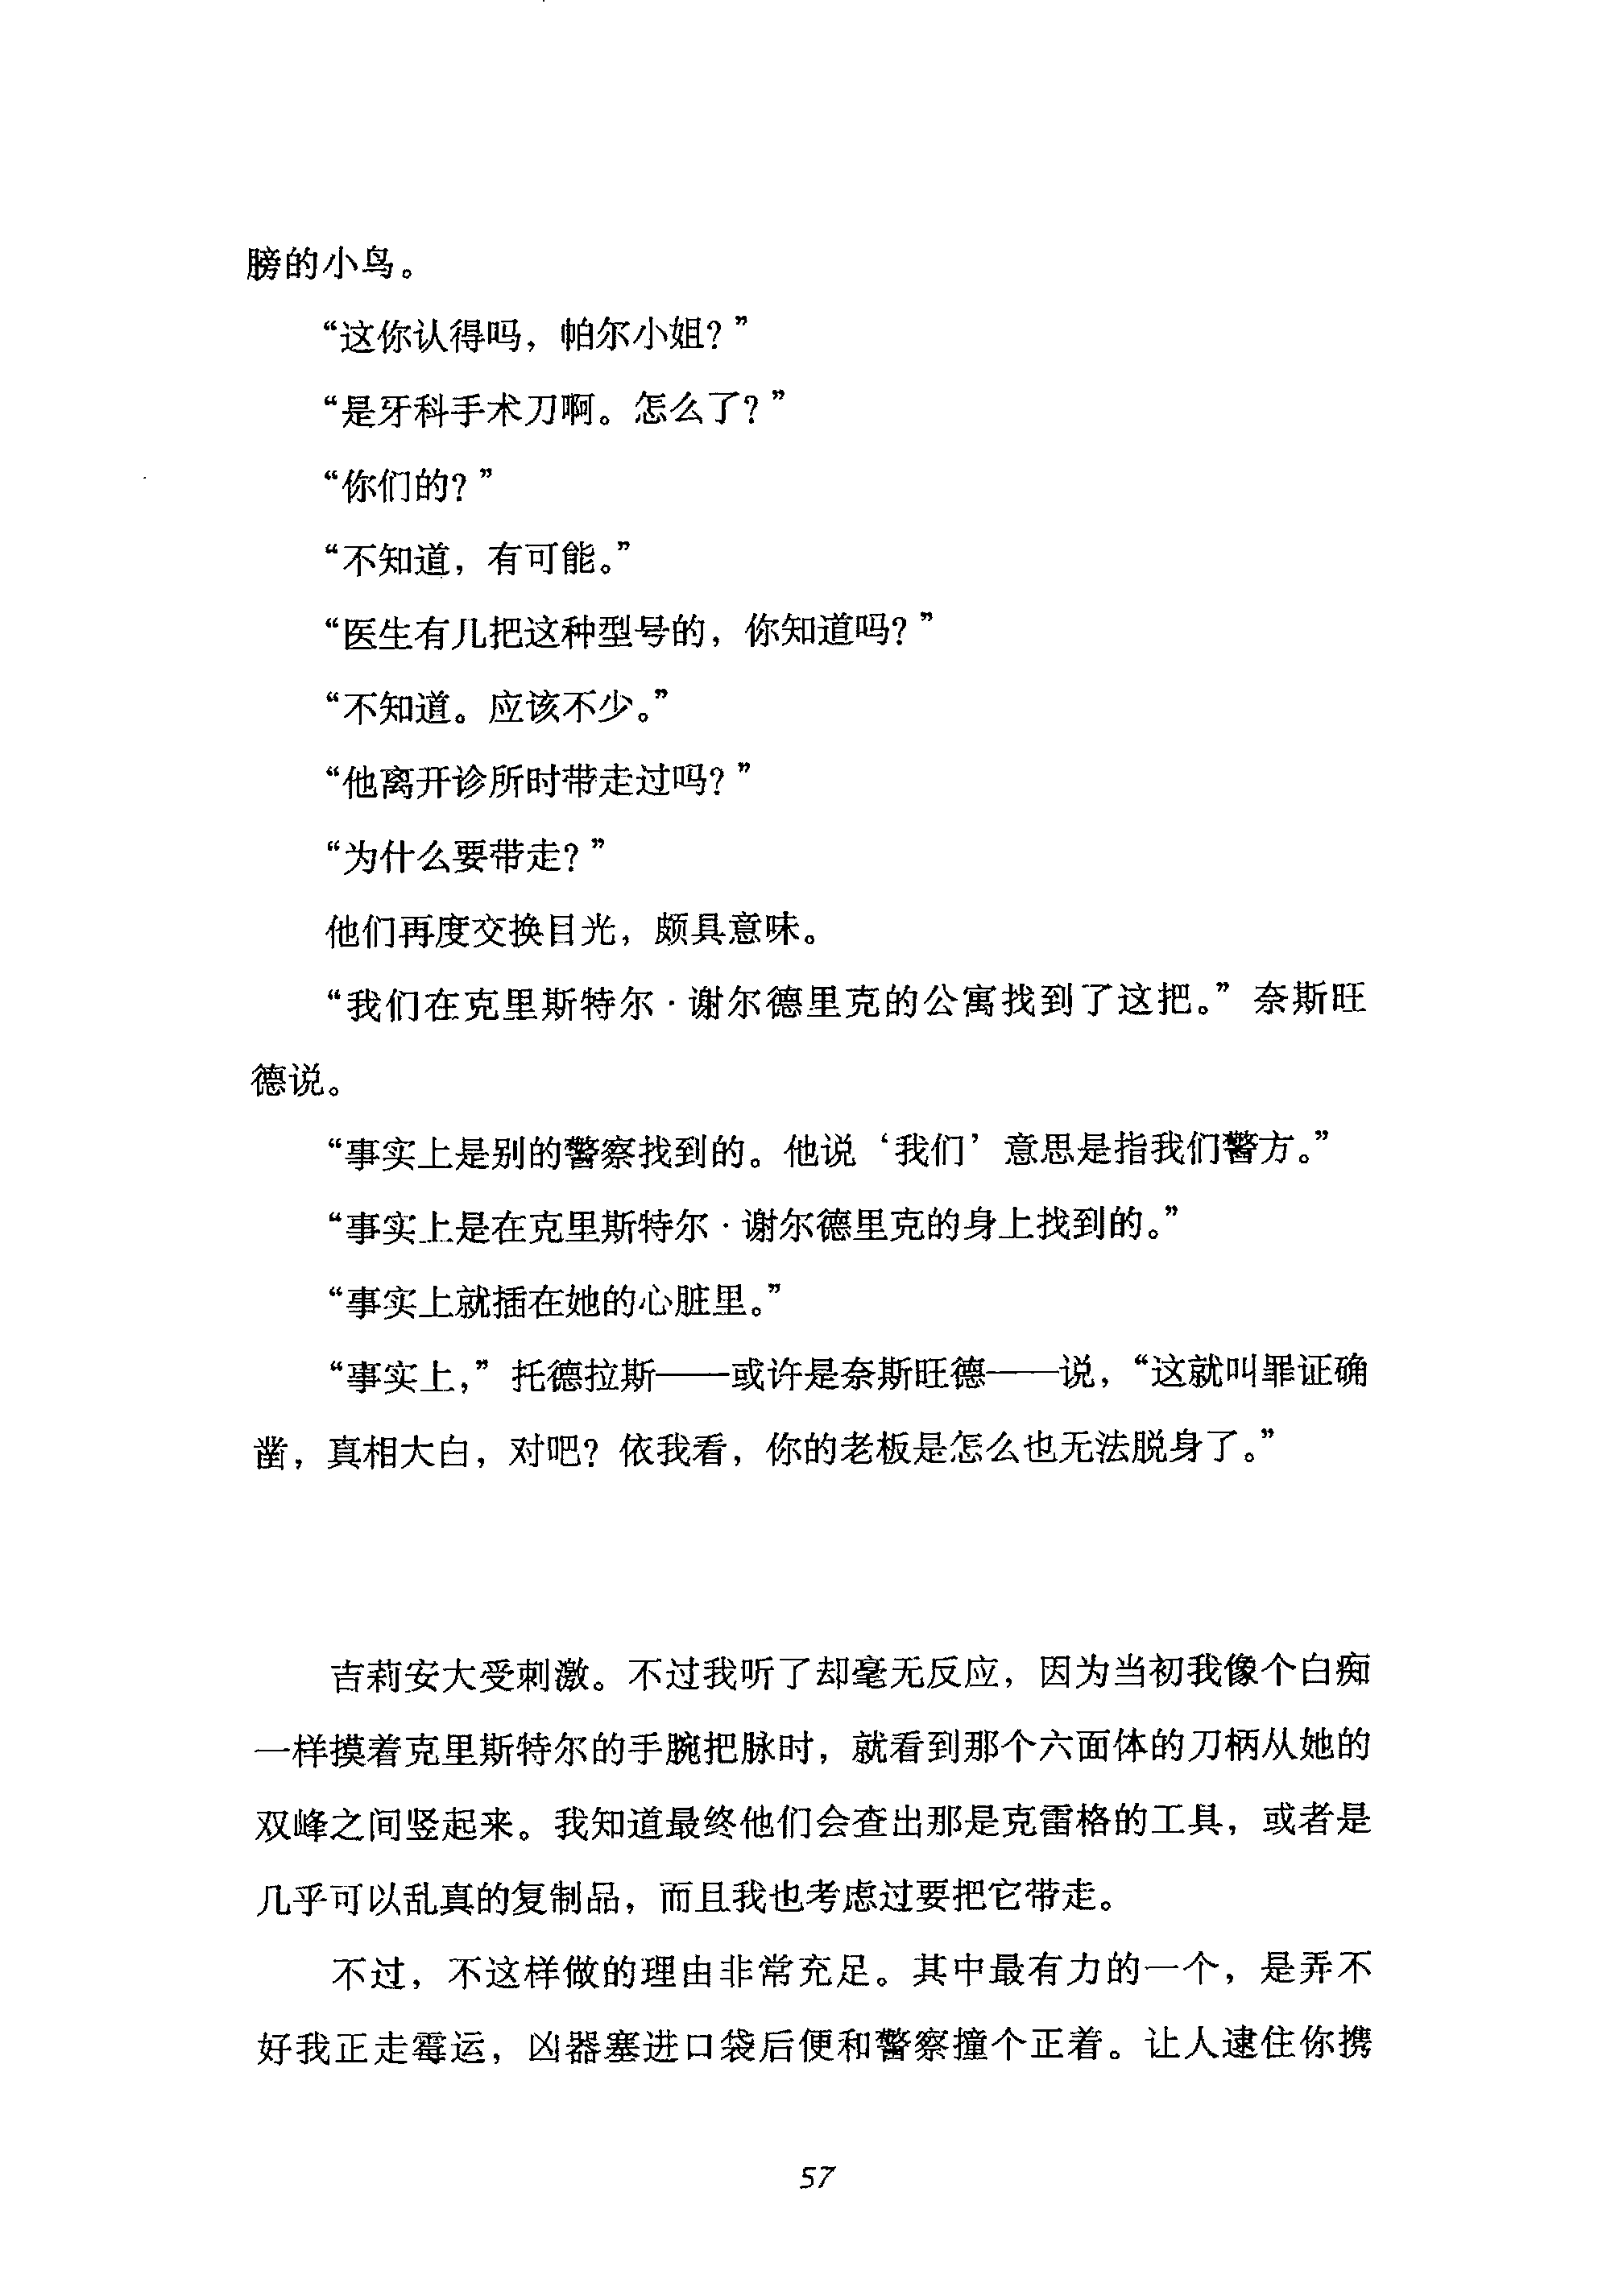 膀的小鸟。
“这你认得吗，帕尔小姐？”
“是牙科手术刀啊。怎么了？”
“你们的？”
“不知道，有可能。”
“医生有几把这种型号的，你知道吗？”
“不知道。应该不少。”
“他离开诊所时带走过吗？”
“为什么要带走？”
他们再度交换目光，颇具意味。
“我们在克里斯特尔·谢尔德里克的公寓找到了这把。”奈斯旺
德说。
“事实上是别的警察找到的。他说‘我们’意思是指我们警方。”
“事实上是在克里斯特尔·谢尔德里克的身上找到的。”
“事实上就插在她的心脏里。”
“事实上，”托德拉斯——或许是奈斯旺德——说，“这就叫罪证确
凿，真相大白，对吧？依我看，你的老板是怎么也无法脱身了。”
吉莉安大受刺激。不过我听了却毫无反应，因为当初我像个白痴
一样摸着克里斯特尔的手腕把脉时，就看到那个六面体的刀柄从她的
双峰之间竖起来。我知道最终他们会查出那是克雷格的工具，或者是
几乎可以乱真的复制品，而且我也考虑过要把它带走。
不过，不这样做的理由非常充足。其中最有力的一个，是弄不
好我正走霉运，凶器塞进口袋后便和警察撞个正着。让人逮住你携
57